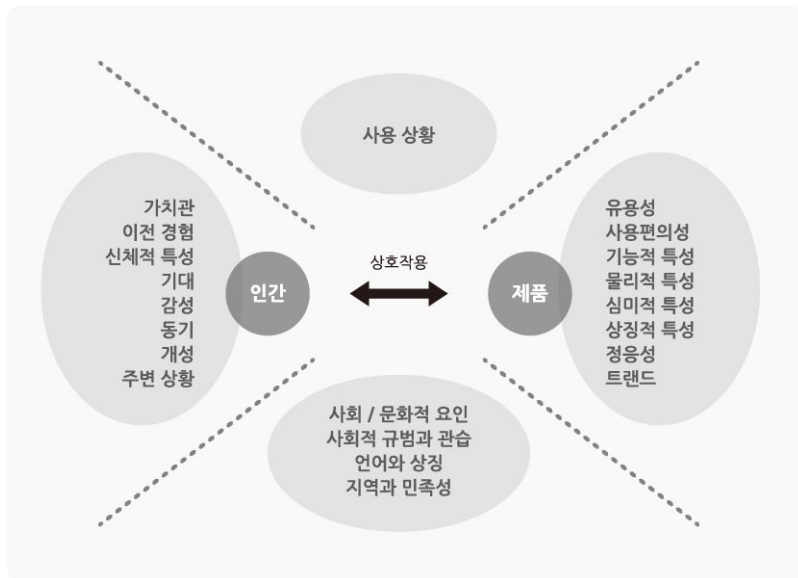 사용 상황
가치관
이전 경험
신체적 특성
기대
감성
동기
개성
주변 상황
인간
상호작용
제품
유용성
사용편의성
기능적 특성
물리적 특성
심미적 특성
상징적 특성
정응성
트랜드
사회 / 문화적 요인
사회적 규범과 관습
언어와 상징
지역과 민족성